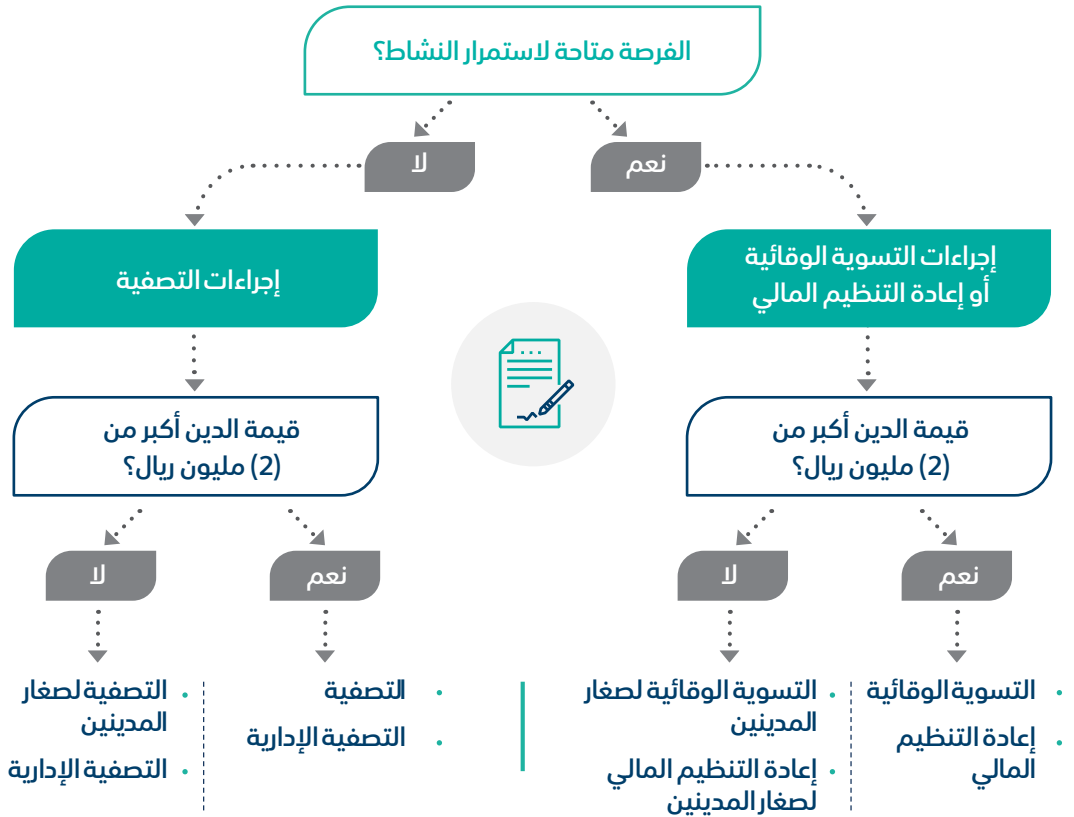 الفرصة متاحة لاستمرار النشاط؟
نعم
لا
إجراءات التسوية الوقائية
أو إعادة التنظيم المالي
إجراءات التصفية
قيمة الدين أكبر من
(2) مليون ريال؟
قيمة الدين أكبر من
(2) مليون ريال؟
نعم
لا
نعم
لا
• التسوية الوقائية
• إعادة التنظيم
المالي
• التسوية الوقائية لصغار
المدينين
• إعادة التنظيم المالي
لصغار المدينين
• التصفية
• التصفية الإدارية
• التصفية لصغار
المدينين
• التصفية الإدارية